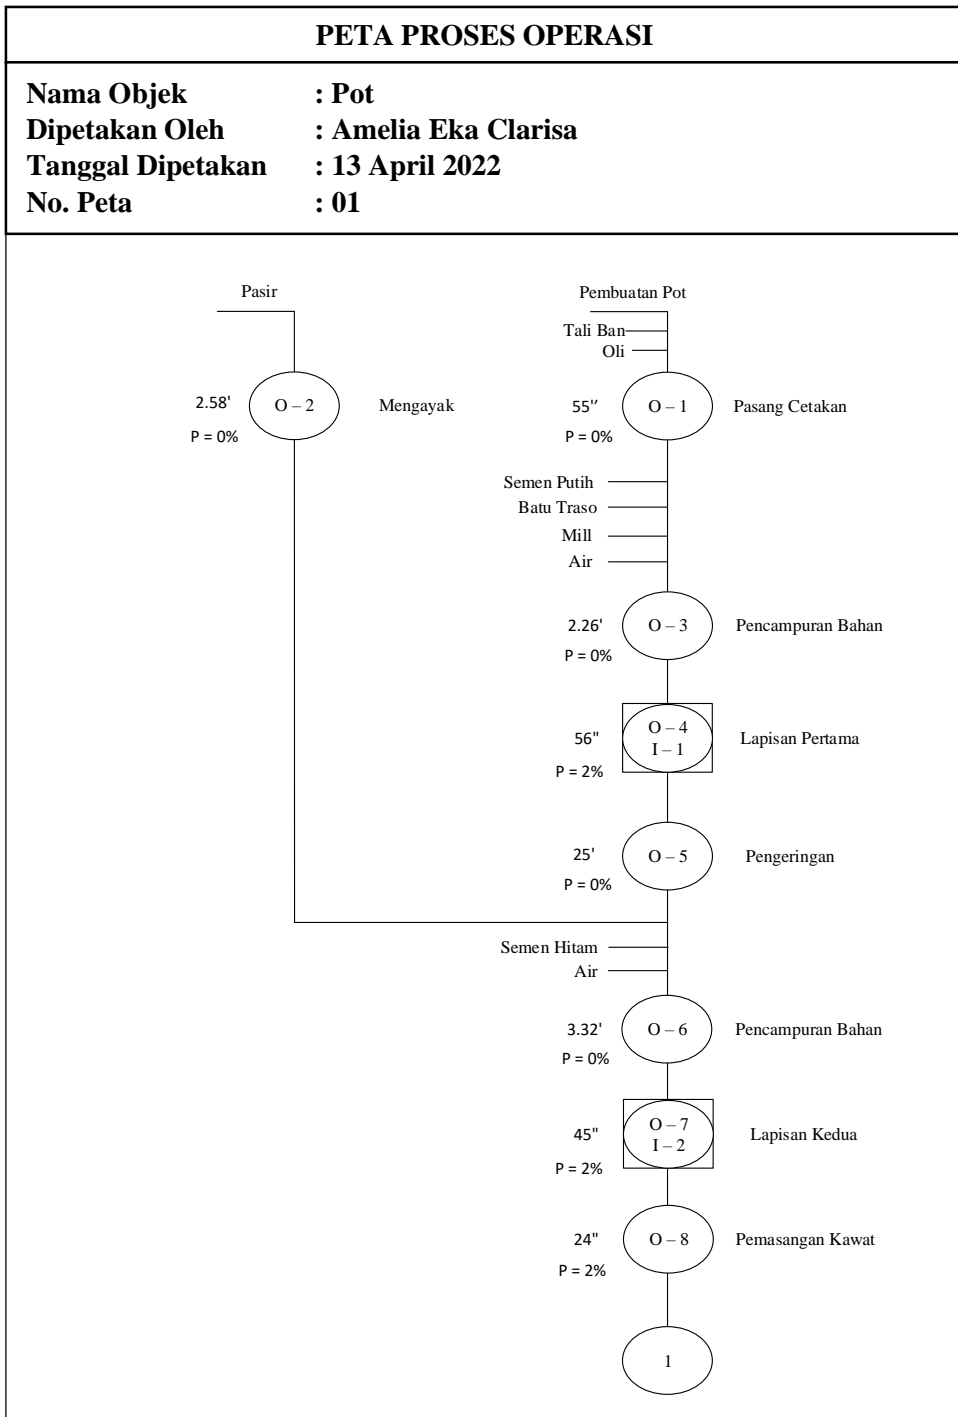 PETA PROSES OPERASI
Nama Objek : Pot
Dipetakan Oleh : Amelia Eka Clarisa
Tanggal Dipetakan : 13 April 2022
No. Peta : 01
Pasir
Pembuatan Pot
Tali Ban
Oli
2.58' O – 2 Mengayak
P = 0%
55'' O – 1 Pasang Cetakan
P = 0%
Semen Putih
Batu Traso
Mill
Air
2.26' O – 3 Pencampuran Bahan
P = 0%
56" O – 4 Lapisan Pertama
I – 1
P = 2%
25' O – 5 Pengeringan
P = 0%
Semen Hitam
Air
3.32' O – 6 Pencampuran Bahan
P = 0%
45" O – 7 Lapisan Kedua
I – 2
P = 2%
24" O – 8 Pemasangan Kawat
P = 2%
1